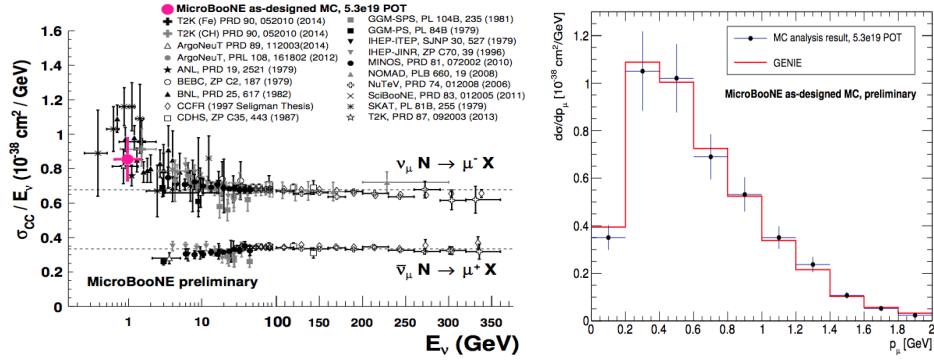 MicroBooNE as-designed MC, 5.3e19 POT
T2K (Fe) PRD 90, 052010 (2014)
T2K (CH) PRD 90, 052010 (2014)
ArgoNeuT PRD 89, 112003(2014)
ArgoNeuT, PRL 108, 161802 (2012)
ANL, PRD 19, 2521 (1979)
BEBC, ZP C2, 187 (1979)
BNL, PRD 25, 617 (1982)
CCFR (1997 Seligman Thesis)
CDHS, ZP C35, 443 (1987)
GGM-SPS, PL 104B, 235 (1981)
GGM-PS, PL 84B (1979)
IHEP-ITEP, SJNP 30, 527 (1979)
IHEP-JINR, ZP C70, 39 (1996)
MINOS, PRD 81, 072002 (2010)
NOMAD, PLB 660, 19 (2008)
NuTeV, PRD 74, 012008 (2006)
SciBooNE, PRD 83, 012005 (2011)
SKAT, PL 81B, 255 (1979)
T2K, PRD 87, 092003 (2013)
σCC / Eν (10⁻³⁸ cm² / GeV)
1.6
1.4
1.2
1
0.8
0.6
0.4
0.2
0
νμ N → μ⁻ X
ν̄μ N → μ⁺ X
MicroBooNE preliminary
1 10 100 150 200 250 300 350
Eν (GeV)
dσ/dpμ [10⁻³⁸ cm²/GeV]
MC analysis result, 5.3e19 POT
GENIE
MicroBooNE as-designed MC, preliminary
1.2
1.0
0.8
0.6
0.4
0.2
0
0 0.2 0.3 0.6 0.8 1 1.2 1.4 1.6 1.8 2
pμ [GeV]